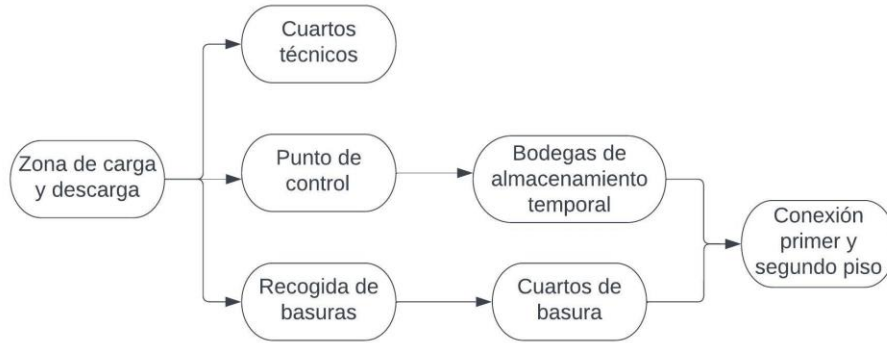 Cuartos
técnicos
Zona de carga
y descarga
Punto de
control
Bodegas de
almacenamiento
temporal
Conexión
primer y
segundo piso
Recogida de
basuras
Cuartos de
basura